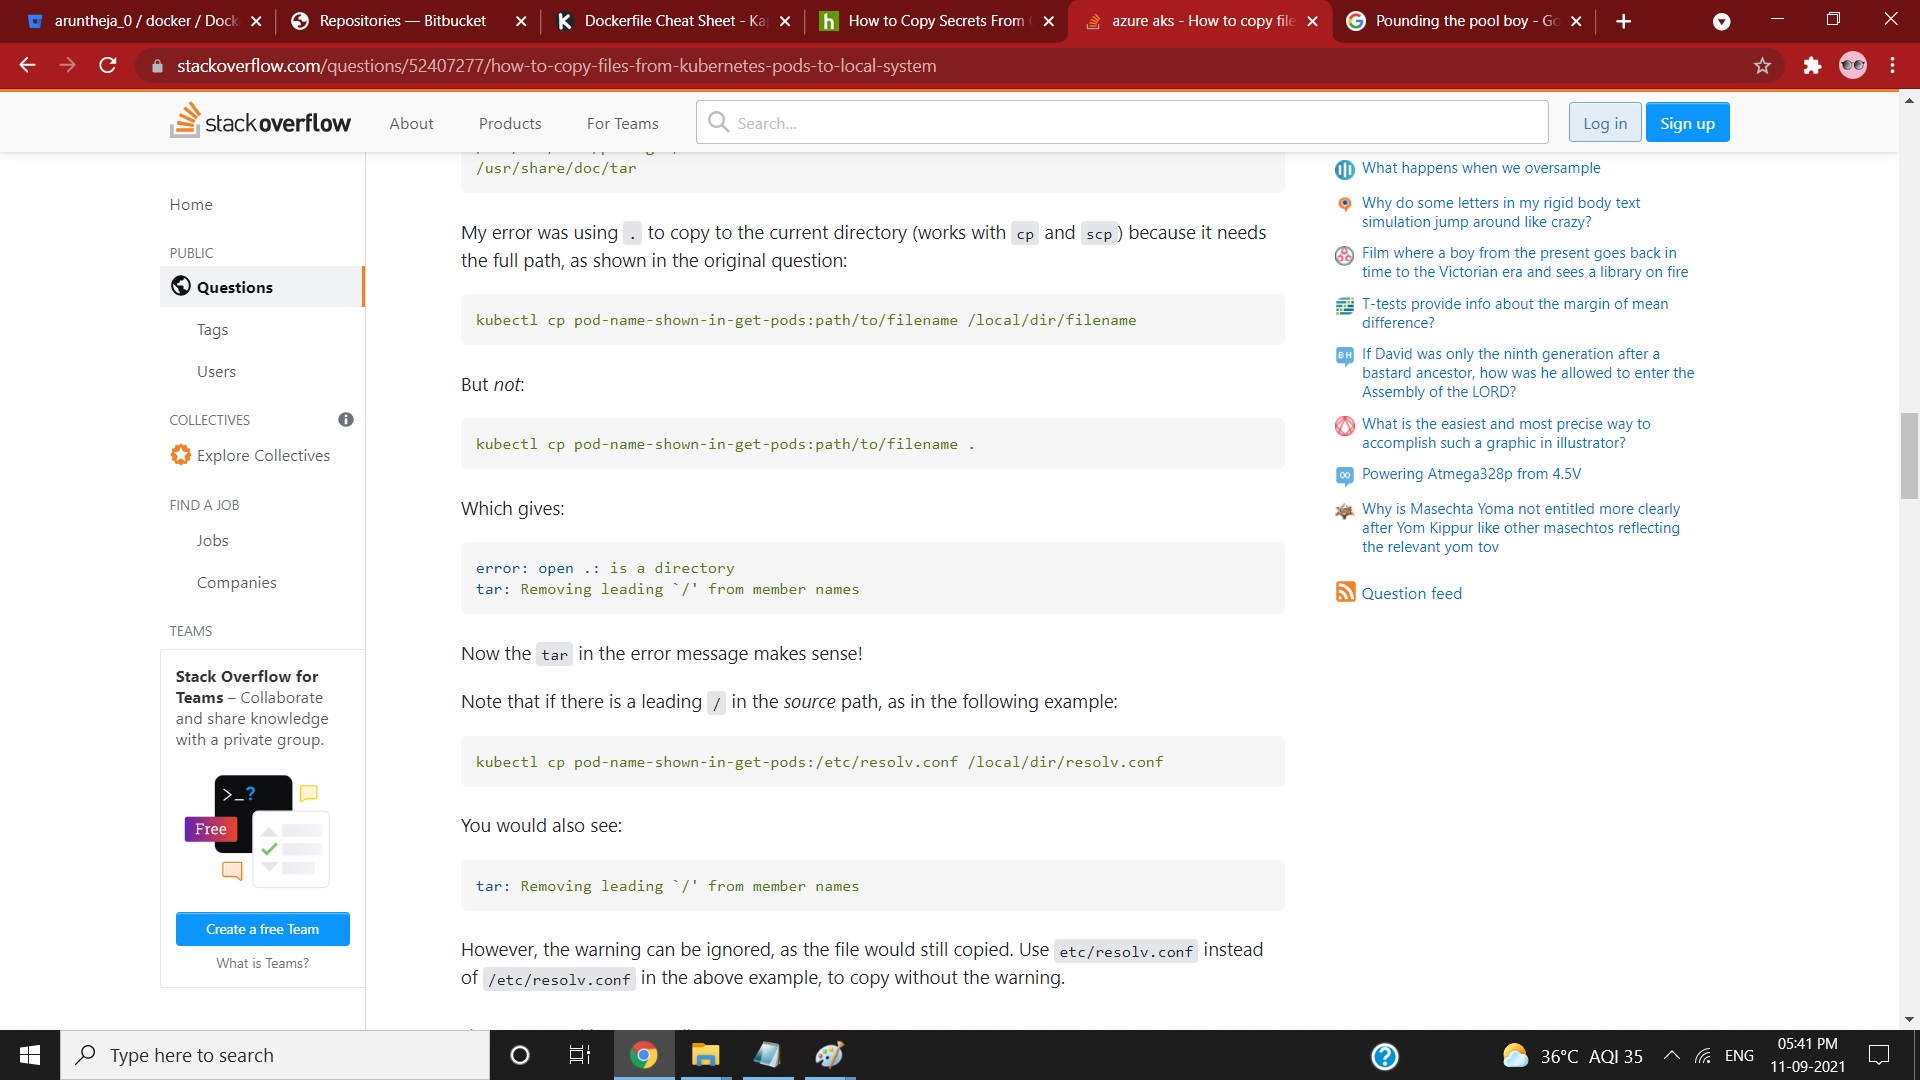 aruntheja_0 / docker / Dock
Repositories — Bitbucket
Dockerfile Cheat Sheet - Ka
How to Copy Secrets From
azure aks - How to copy file
Pounding the pool boy - Go
stackoverflow.com/questions/52407277/how-to-copy-files-from-kubernetes-pods-to-local-system
stackoverflow
About
Products
For Teams
Search...
Log in
Sign up
Home
PUBLIC
Questions
Tags
Users
COLLECTIVES
Explore Collectives
FIND A JOB
Jobs
Companies
TEAMS
Stack Overflow for
Teams – Collaborate
and share knowledge
with a private group.
>_?
Free
Create a free Team
What is Teams?
/usr/share/doc/tar
My error was using . to copy to the current directory (works with cp and scp) because it needs
the full path, as shown in the original question:
kubectl cp pod-name-shown-in-get-pods:path/to/filename /local/dir/filename
But not:
kubectl cp pod-name-shown-in-get-pods:path/to/filename .
Which gives:
error: open .: is a directory
tar: Removing leading `/' from member names
Now the tar in the error message makes sense!
Note that if there is a leading / in the source path, as in the following example:
kubectl cp pod-name-shown-in-get-pods:/etc/resolv.conf /local/dir/resolv.conf
You would also see:
tar: Removing leading `/' from member names
However, the warning can be ignored, as the file would still copied. Use etc/resolv.conf instead
of /etc/resolv.conf in the above example, to copy without the warning.
What happens when we oversample
Why do some letters in my rigid body text
simulation jump around like crazy?
Film where a boy from the present goes back in
time to the Victorian era and sees a library on fire
T-tests provide info about the margin of mean
difference?
BH
If David was only the ninth generation after a
bastard ancestor, how was he allowed to enter the
Assembly of the LORD?
What is the easiest and most precise way to
accomplish such a graphic in illustrator?
Powering Atmega328p from 4.5V
Why is Masechta Yoma not entitled more clearly
after Yom Kippur like other masechtos reflecting
the relevant yom tov
Question feed
Type here to search
36°C AQI 35
ENG
05:41 PM
11-09-2021